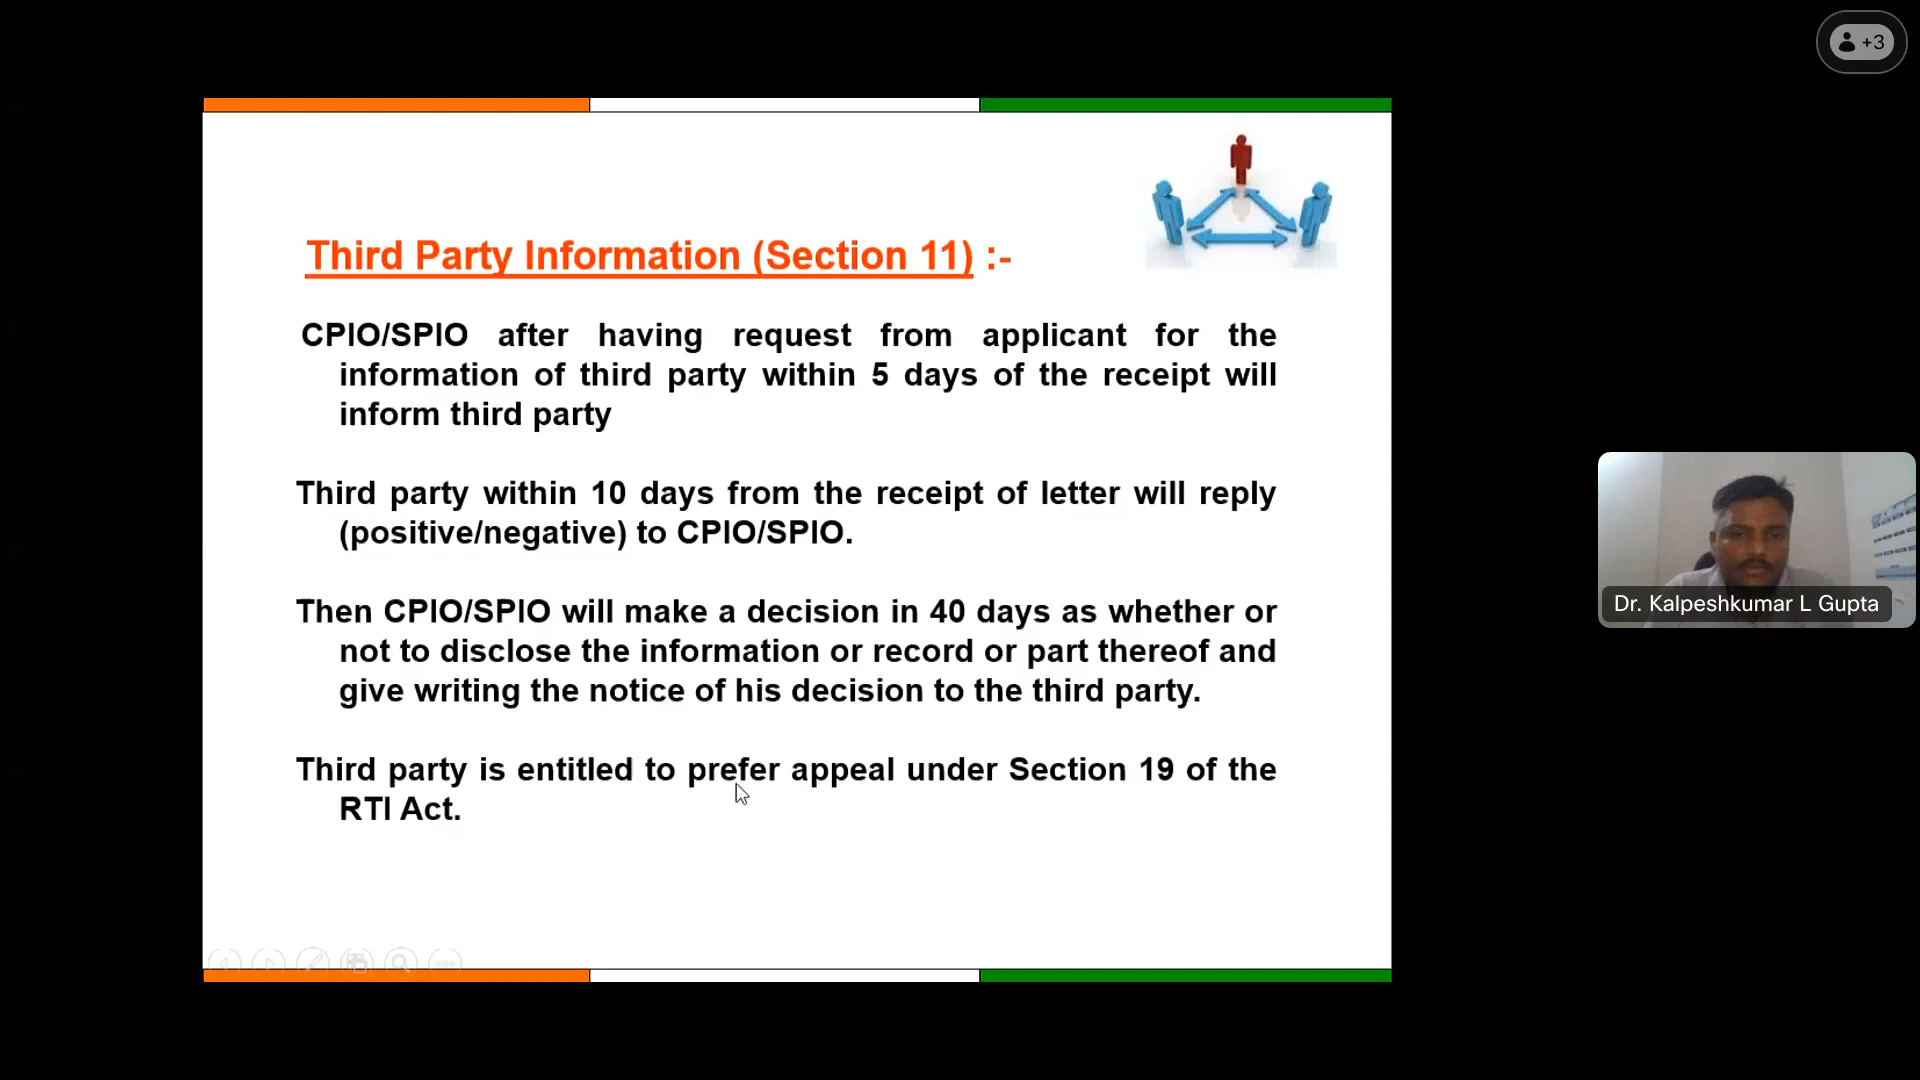 +3
Third Party Information (Section 11) :-
CPIO/SPIO after having request from applicant for the
information of third party within 5 days of the receipt will
inform third party
Third party within 10 days from the receipt of letter will reply
(positive/negative) to CPIO/SPIO.
Then CPIO/SPIO will make a decision in 40 days as whether or
not to disclose the information or record or part thereof and
give writing the notice of his decision to the third party.
Third party is entitled to prefer appeal under Section 19 of the
RTI Act.
Dr. Kalpeshkumar L Gupta